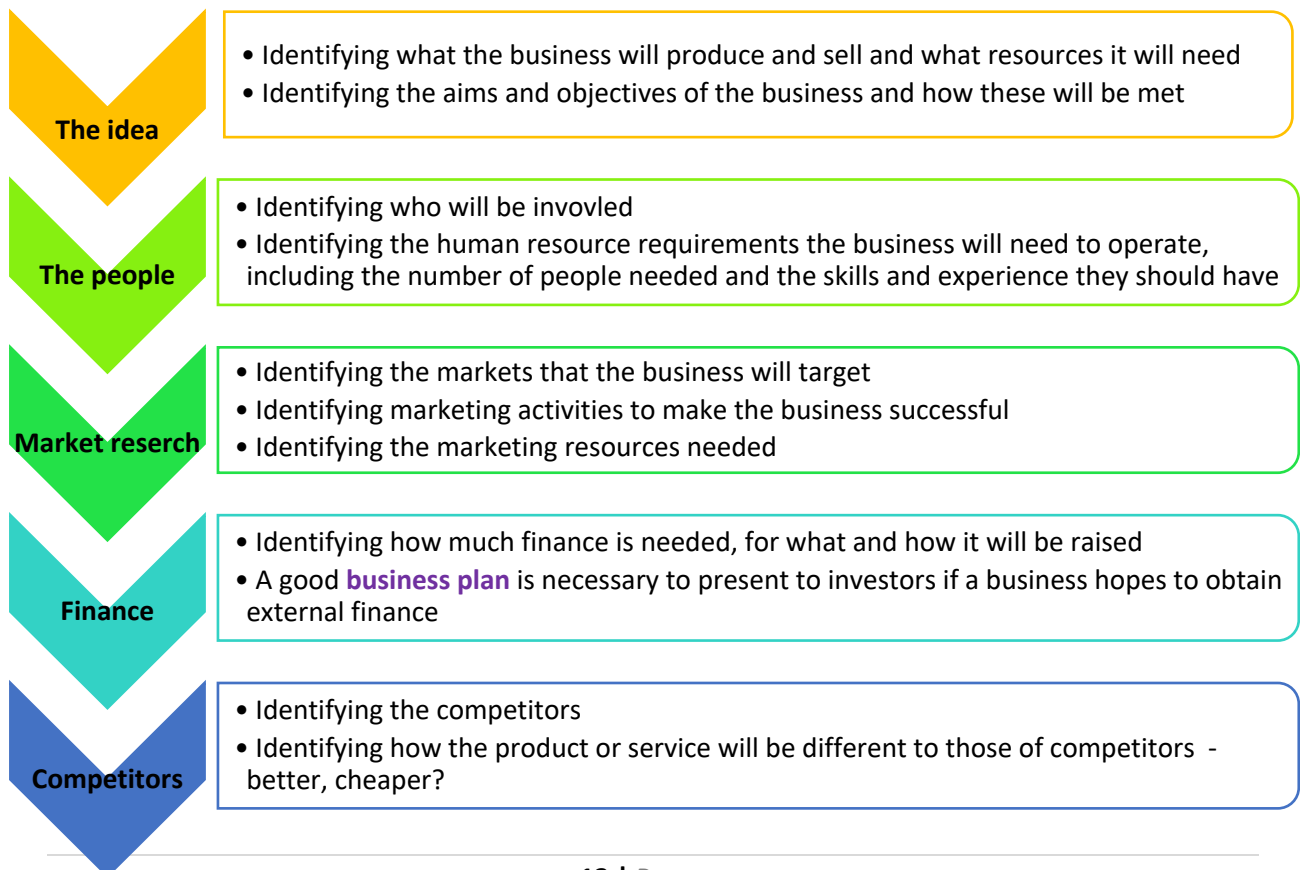 • Identifying what the business will produce and sell and what resources it will need
• Identifying the aims and objectives of the business and how these will be met
The idea
• Identifying who will be invovled
• Identifying the human resource requirements the business will need to operate,
including the number of people needed and the skills and experience they should have
The people
• Identifying the markets that the business will target
• Identifying marketing activities to make the business successful
• Identifying the marketing resources needed
Market reserch
• Identifying how much finance is needed, for what and how it will be raised
• A good business plan is necessary to present to investors if a business hopes to obtain
external finance
Finance
• Identifying the competitors
• Identifying how the product or service will be different to those of competitors -
better, cheaper?
Competitors